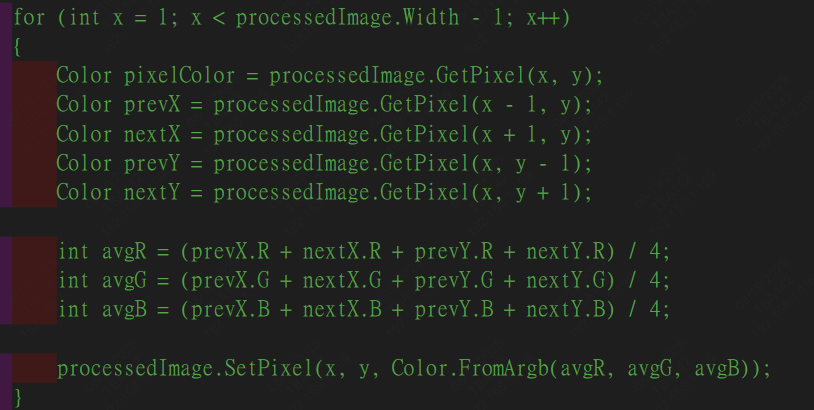 for (int x = 1; x < processedImage.Width - 1; x++)
{
    Color pixelColor = processedImage.GetPixel(x, y);
    Color prevX = processedImage.GetPixel(x - 1, y);
    Color nextX = processedImage.GetPixel(x + 1, y);
    Color prevY = processedImage.GetPixel(x, y - 1);
    Color nextY = processedImage.GetPixel(x, y + 1);

    int avgR = (prevX.R + nextX.R + prevY.R + nextY.R) / 4;
    int avgG = (prevX.G + nextX.G + prevY.G + nextY.G) / 4;
    int avgB = (prevX.B + nextX.B + prevY.B + nextY.B) / 4;

    processedImage.SetPixel(x, y, Color.FromArgb(avgR, avgG, avgB));
}